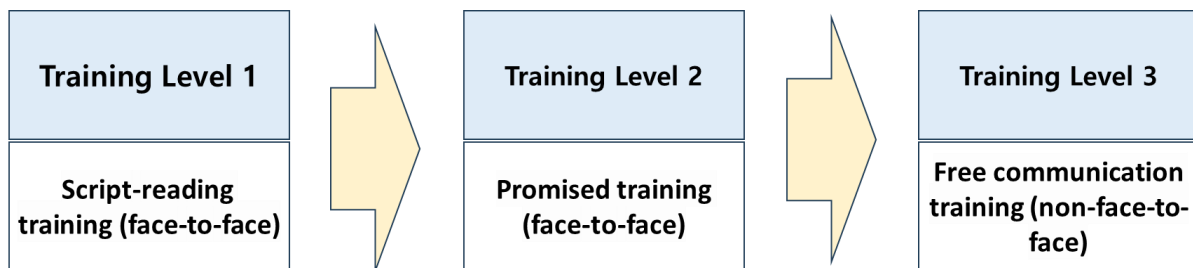 Training Level 1
Script-reading
training (face-to-face)
Training Level 2
Promised training
(face-to-face)
Training Level 3
Free communication
training (non-face-to-
face)